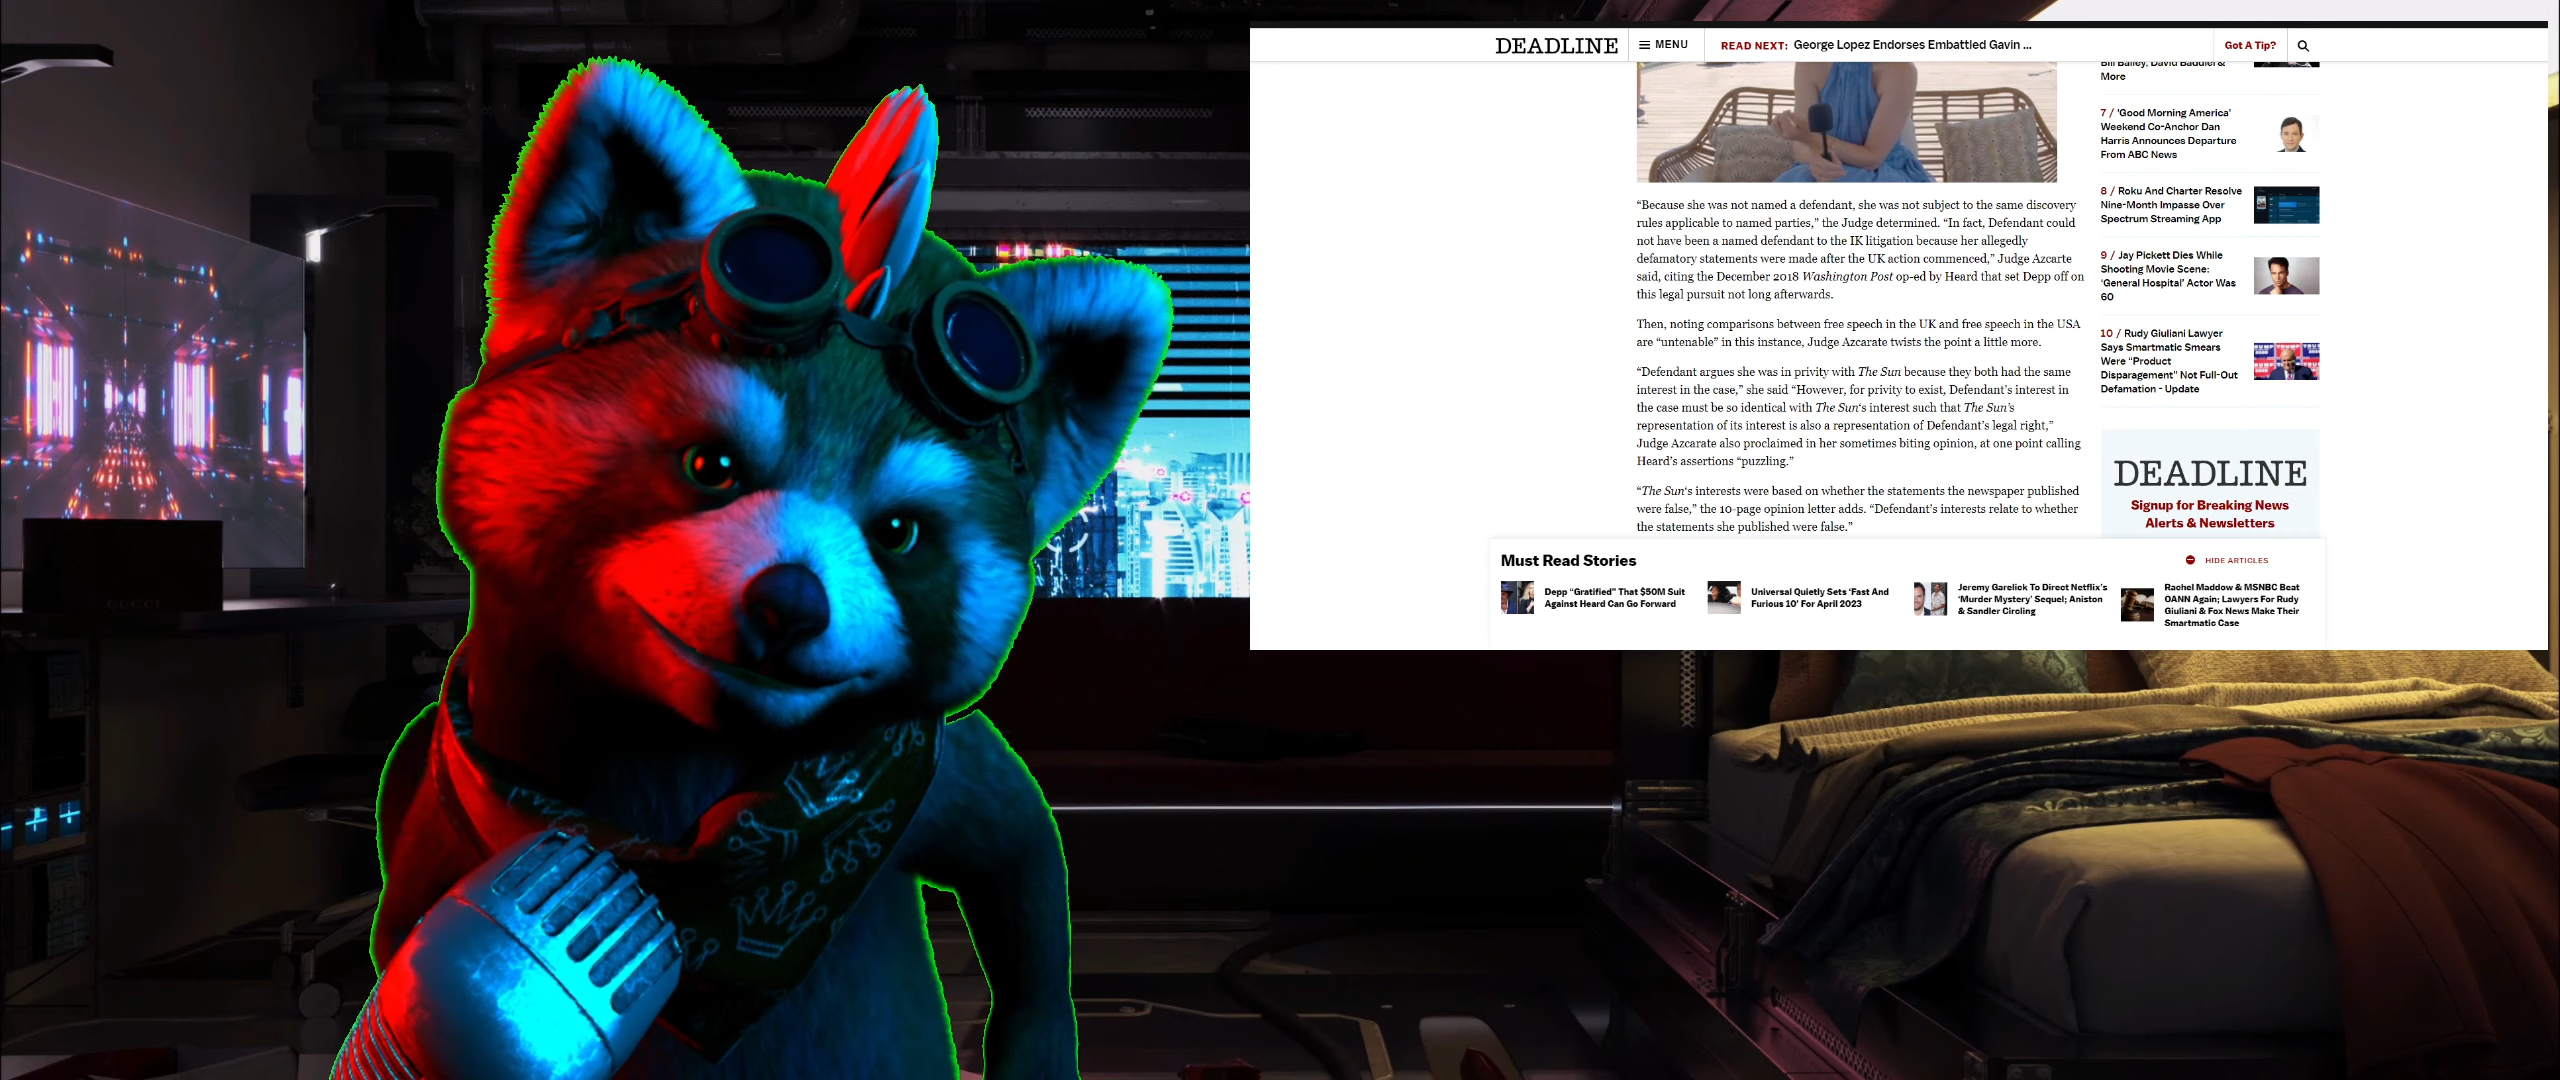 GUCCI
DEADLINE
MENU
READ NEXT: George Lopez Endorses Embattled Gavin ...
Got A Tip?
“Because she was not named a defendant, she was not subject to the same discovery
rules applicable to named parties,” the Judge determined. “In fact, Defendant could
not have been a named defendant to the IK litigation because her allegedly
defamatory statements were made after the UK action commenced,” Judge Azcarte
said, citing the December 2018 Washington Post op-ed by Heard that set Depp off on
this legal pursuit not long afterwards.
Then, noting comparisons between free speech in the UK and free speech in the USA
are “untenable” in this instance, Judge Azcarate twists the point a little more.
“Defendant argues she was in privity with The Sun because they both had the same
interest in the case,” she said “However, for privity to exist, Defendant’s interest in
the case must be so identical with The Sun‘s interest such that The Sun’s
representation of its interest is also a representation of Defendant’s legal right,”
Judge Azcarate also proclaimed in her sometimes biting opinion, at one point calling
Heard’s assertions “puzzling.”
“The Sun‘s interests were based on whether the statements the newspaper published
were false,” the 10-page opinion letter adds. “Defendant’s interests relate to whether
the statements she published were false.”
Bill Bailey, David Baddiel &
More
7 / 'Good Morning America'
Weekend Co-Anchor Dan
Harris Announces Departure
From ABC News
8 / Roku And Charter Resolve
Nine-Month Impasse Over
Spectrum Streaming App
9 / Jay Pickett Dies While
Shooting Movie Scene:
‘General Hospital’ Actor Was
60
10 / Rudy Giuliani Lawyer
Says Smartmatic Smears
Were “Product
Disparagement” Not Full-Out
Defamation - Update
DEADLINE
Signup for Breaking News
Alerts & Newsletters
Must Read Stories
HIDE ARTICLES
Depp “Gratified” That $50M Suit
Against Heard Can Go Forward
Universal Quietly Sets ‘Fast And
Furious 10’ For April 2023
Jeremy Garelick To Direct Netflix’s
‘Murder Mystery’ Sequel; Aniston
& Sandler Circling
Rachel Maddow & MSNBC Beat
OANN Again; Lawyers For Rudy
Giuliani & Fox News Make Their
Smartmatic Case